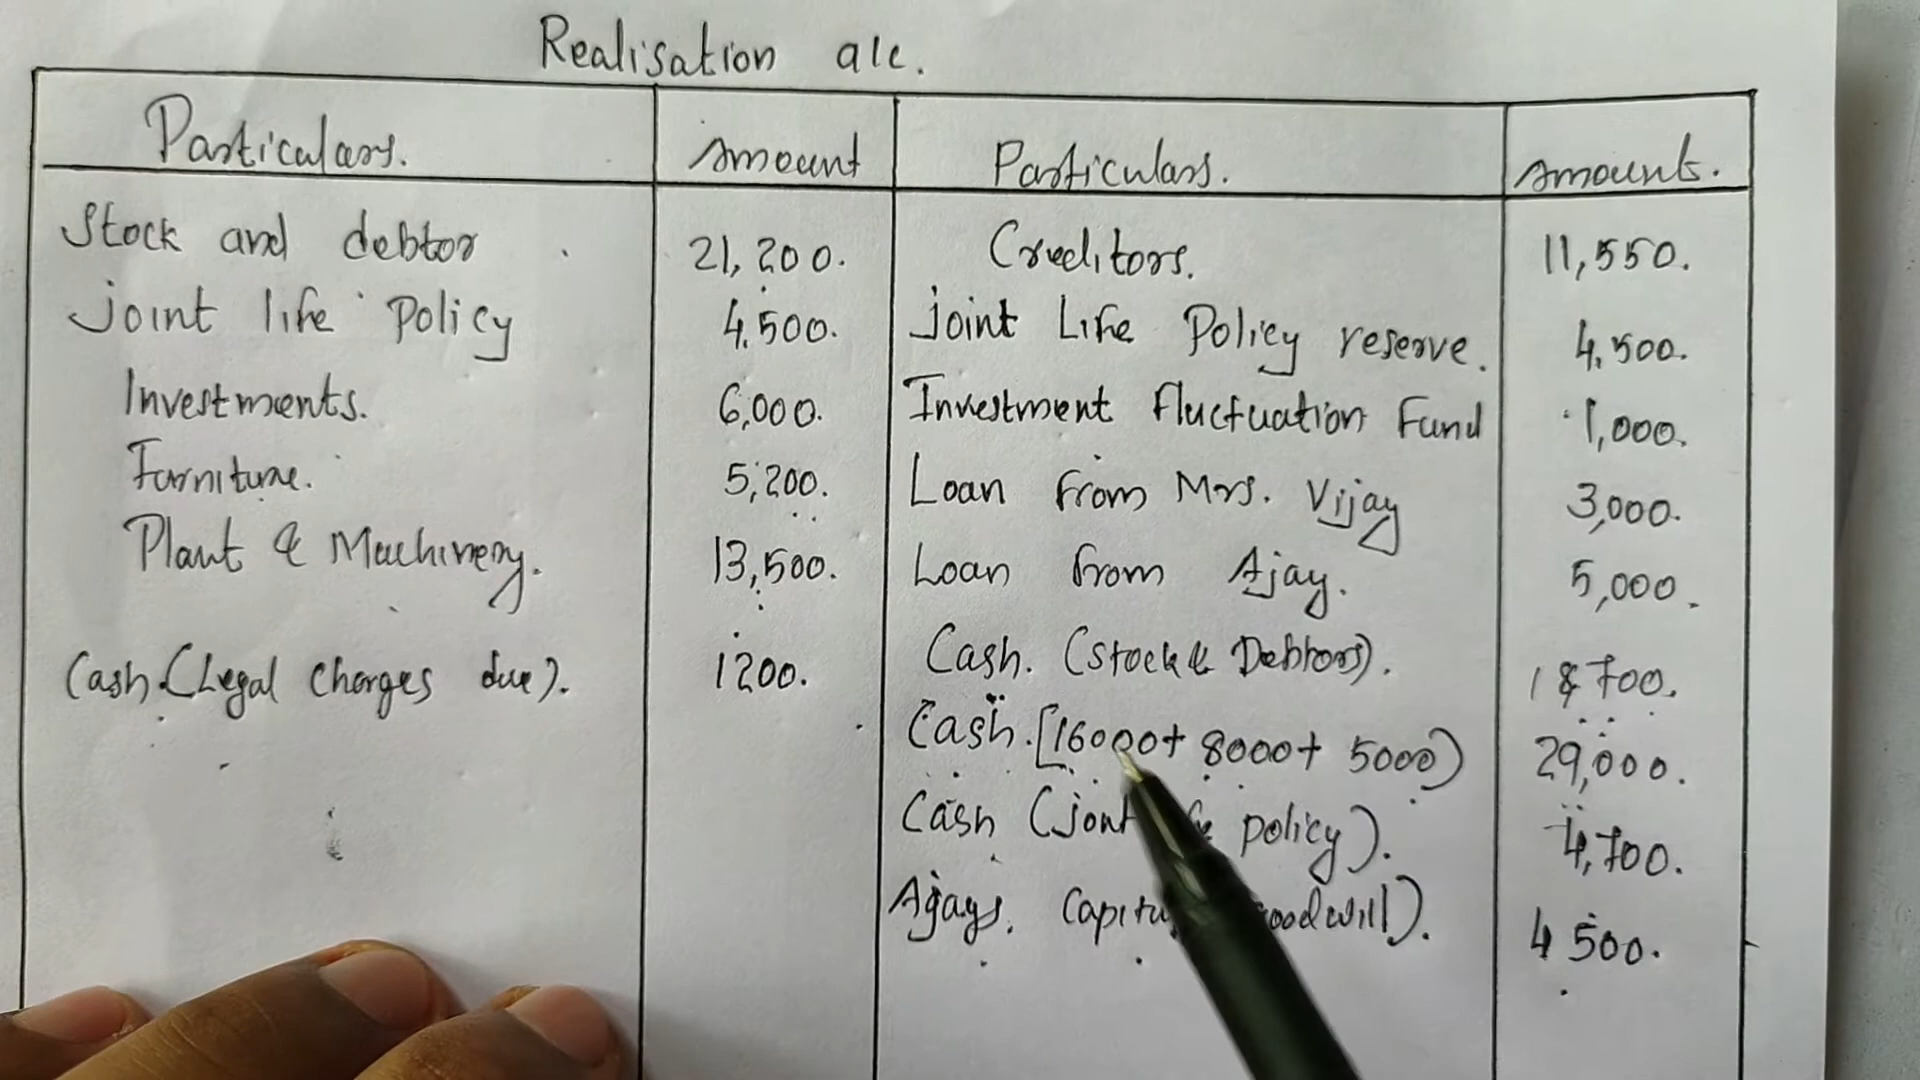 Realisation a/c.
Particulars. Amount Particulars. Amounts.
Stock and debtor 21,200. Creditors. 11,550.
Joint life Policy 4,500. Joint Life Policy reserve. 4,500.
Investments. 6,000. Investment Fluctuation Fund 1,000.
Furniture. 5,200. Loan from Mrs. Vijay 3,000.
Plant & Machinery. 13,500. Loan from Ajay. 5,000.
Cash. (Legal Charges due). 1200. Cash. (Stock & Debtors). 18700.
Cash. [16000+ 8000+ 5000) 29,000.
Cash (Joint policy). 4,700.
Ajays. 4500.